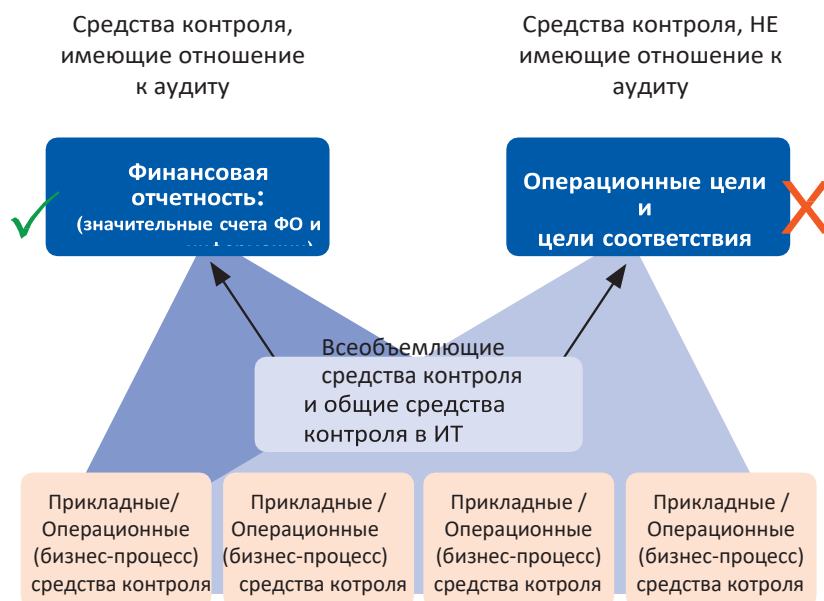 Средства контроля,
имеющие отношение
к аудиту
Средства контроля, НЕ
имеющие отношение к
аудиту
Финансовая
отчетность:
(значительные счета ФО и
Операционные цели
и
цели соответствия
Всеобъемлющие
средства контроля
и общие средства
контроля в ИТ
Прикладные/
Операционные
(бизнес-процесс)
средства контроля
Прикладные /
Операционные
(бизнес-процесс)
средства котроля
Прикладные /
Операционные
(бизнес-процесс)
средства котроля
Прикладные /
Операционные
(бизнес-процесс)
средства котроля